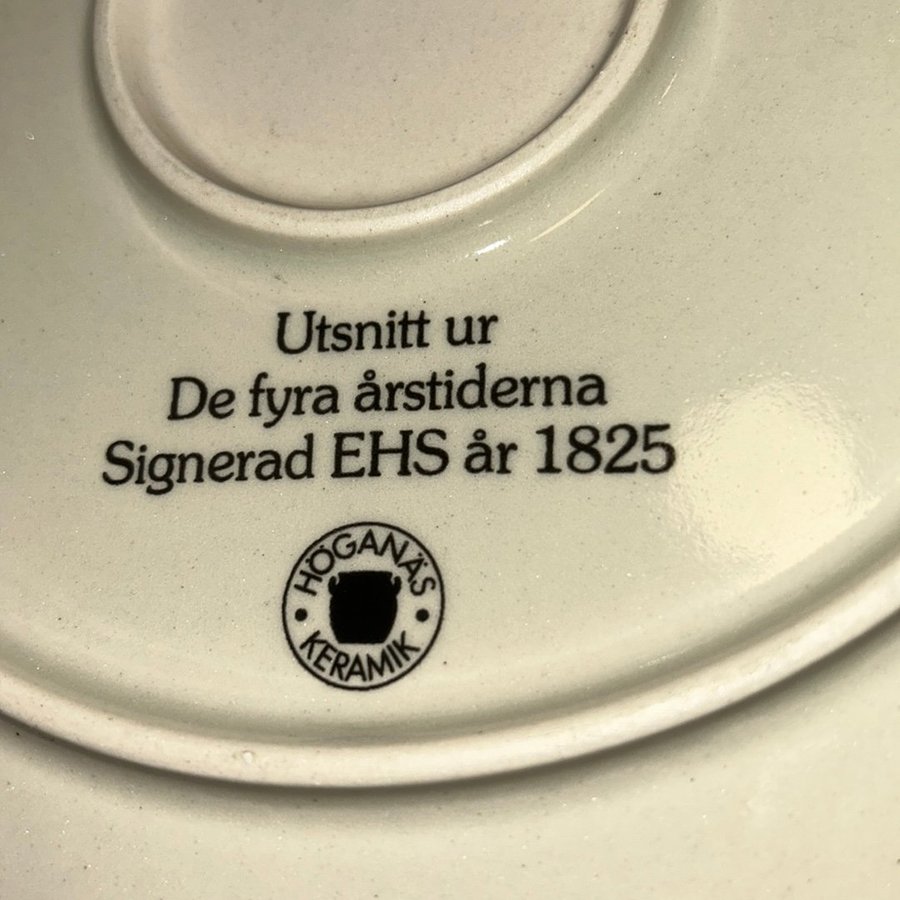 Utsnitt ur
De fyra årstiderna
Signerad EHS år 1825
HÖGANÄS
KERAMIK